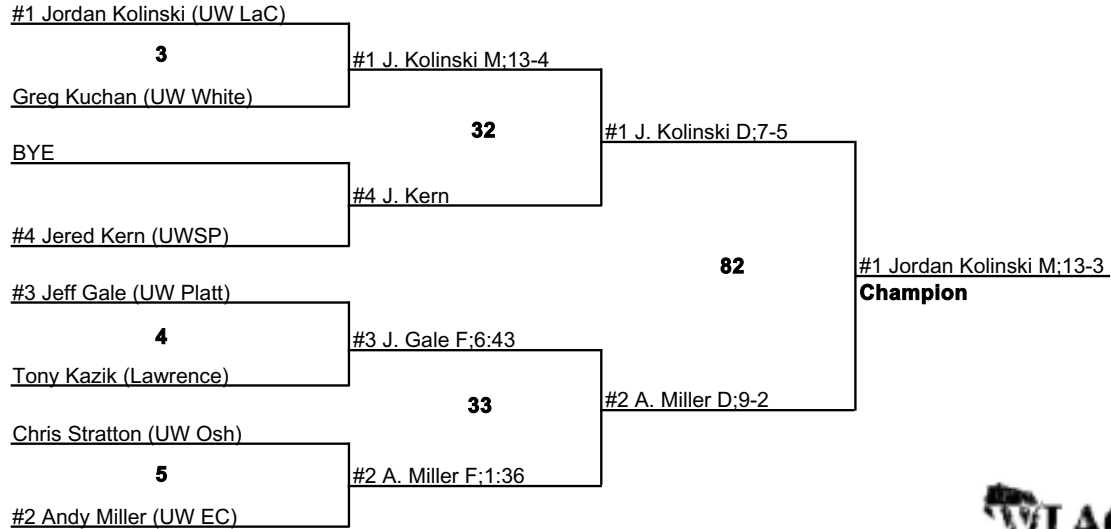 #1 Jordan Kolinski (UW LaC)
3
#1 J. Kolinski M;13-4
Greg Kuchan (UW White)
32
#1 J. Kolinski D;7-5
BYE
#4 J. Kern
#4 Jered Kern (UWSP)
82
#1 Jordan Kolinski M;13-3
Champion
#3 Jeff Gale (UW Platt)
4
#3 J. Gale F;6:43
Tony Kazik (Lawrence)
33
#2 A. Miller D;9-2
Chris Stratton (UW Osh)
5
#2 A. Miller F;1:36
#2 Andy Miller (UW EC)